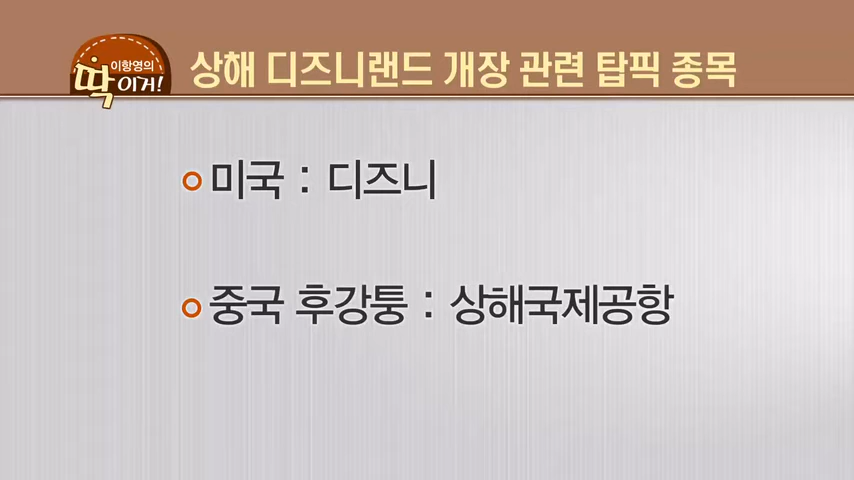 이항영의
딱 이거!
상해 디즈니랜드 개장 관련 탑픽 종목
미국 : 디즈니
중국 후강퉁 : 상해국제공항